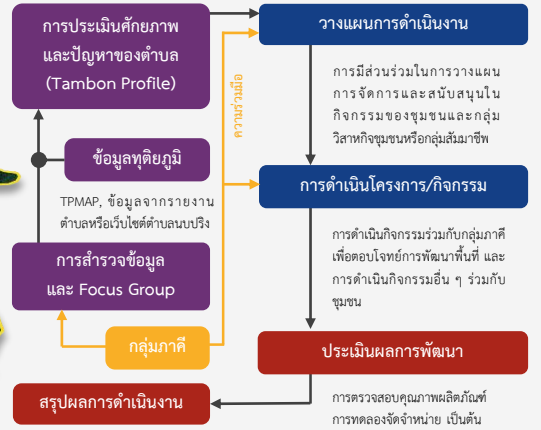 การประเมินศักยภาพ
และปัญหาของตำบล
(Tambon Profile)
ข้อมูลทุติยภูมิ
TPMAP, ข้อมูลจากรายงาน
ตำบลหรือเว็บไซต์ตำบลนบปริง
การสำรวจข้อมูล
และ Focus Group
กลุ่มภาคี
ความร่วมมือ
วางแผนการดำเนินงาน
การมีส่วนร่วมในการวางแผน
การจัดการและสนับสนุนใน
กิจกรรมของชุมชนและกลุ่ม
วิสาหกิจชุมชนหรือกลุ่มสัมมาชีพ
การดำเนินโครงการ/กิจกรรม
การดำเนินกิจกรรมร่วมกับกลุ่มภาคี
เพื่อตอบโจทย์การพัฒนาพื้นที่ และ
การดำเนินกิจกรรมอื่น ๆ ร่วมกับ
ชุมชน
ประเมินผลการพัฒนา
การตรวจสอบคุณภาพผลิตภัณฑ์
การทดลองจัดจำหน่าย เป็นต้น
สรุปผลการดำเนินงาน